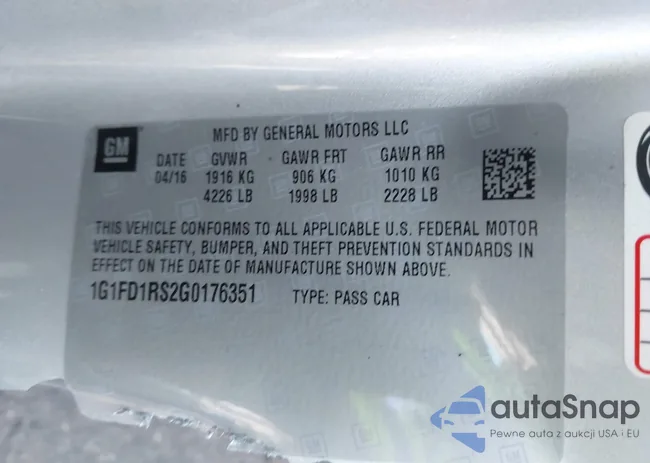 GM
MFD BY GENERAL MOTORS LLC
DATE GVWR GAWR FRT GAWR RR
04/16 1916 KG 906 KG 1010 KG
4226 LB 1998 LB 2228 LB
THIS VEHICLE CONFORMS TO ALL APPLICABLE U.S. FEDERAL MOTOR
VEHICLE SAFETY, BUMPER, AND THEFT PREVENTION STANDARDS IN
EFFECT ON THE DATE OF MANUFACTURE SHOWN ABOVE.
1G1FD1RS2G0176351 TYPE: PASS CAR
autaSnap
Pewne auta z aukcji USA i EU